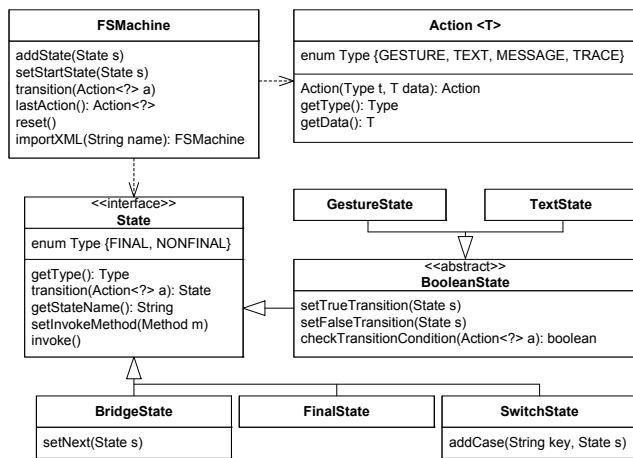 FSMachine
addState(State s)
setStartState(State s)
transition(Action<?> a)
lastAction(): Action<?>
reset()
importXML(String name): FSMachine
Action <T>
enum Type {GESTURE, TEXT, MESSAGE, TRACE}
Action(Type t, T data): Action
getType(): Type
getData(): T
<<interface>>
State
enum Type {FINAL, NONFINAL}
getType(): Type
transition(Action<?> a): State
getStateName(): String
setInvokeMethod(Method m)
invoke()
GestureState
TextState
<<abstract>>
BooleanState
setTrueTransition(State s)
setFalseTransition(State s)
checkTransitionCondition(Action<?> a): boolean
BridgeState
setNext(State s)
FinalState
SwitchState
addCase(String key, State s)